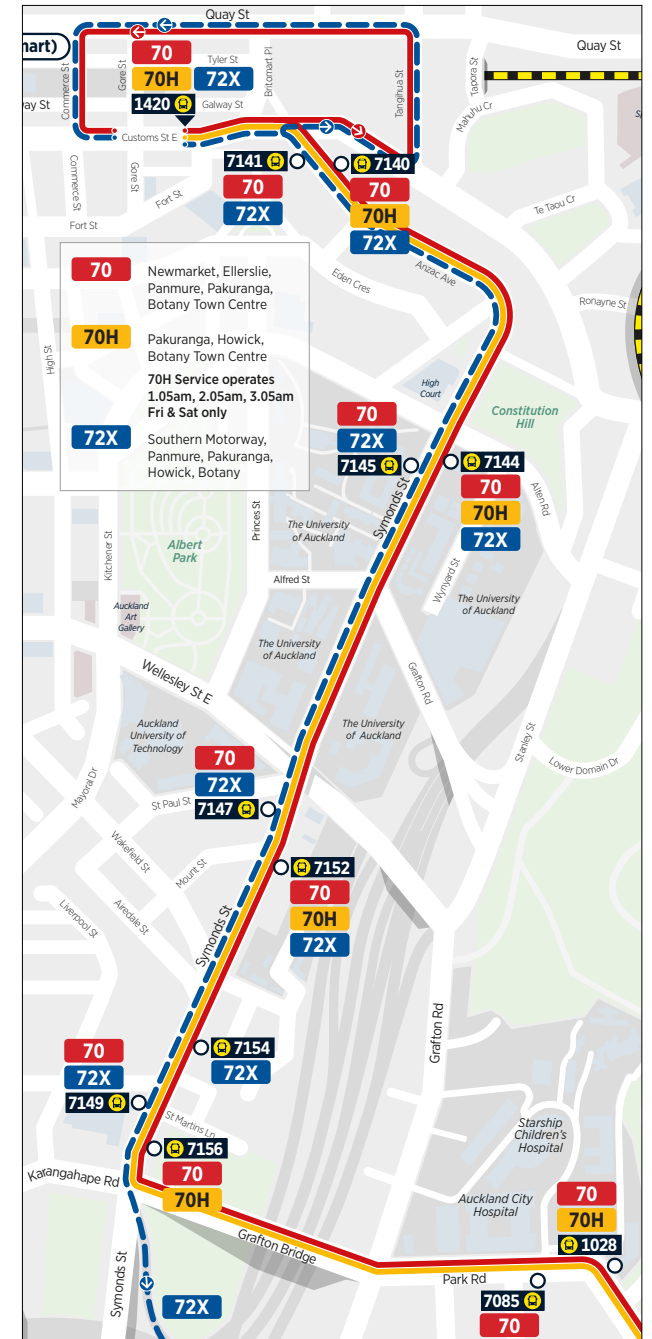 Quay St
nart)
70
70H
72X
1420
Tyler St
Galway St
Gore St
Commerce St
Britomart Pl
Tangihua St
Tapora St
Quay St
Mahuhu Cr
ay St
Customs St E
Commerce St
Gore St
Fort St
Fort St
7141
70
72X
7140
70
70H
72X
Te Taou Cr
Eden Cres
Anzac Ave
Ronayne St
70
Newmarket, Ellerslie,
Panmure, Pakuranga,
Botany Town Centre
70H
Pakuranga, Howick,
Botany Town Centre
70H Service operates
1.05am, 2.05am, 3.05am
Fri & Sat only
72X
Southern Motorway,
Panmure, Pakuranga,
Howick, Botany
High St
High
Court
Constitution
Hill
70
72X
7145
7144
70
70H
72X
Symonds St
Alten Rd
Princes St
Kitchener St
Albert
Park
The University
of Auckland
Alfred St
Wynyard St
The University
of Auckland
Auckland
Art
Gallery
The University
of Auckland
Wellesley St E
Grafton Rd
Auckland
University of
Technology
The University
of Auckland
Stanley St
Lower Domain Dr
70
72X
7147
Mayoral Dr
St Paul St
Wakefield St
Mount St
7152
70
70H
72X
Liverpool St
Airedale St
Symonds St
Grafton Rd
7154
72X
70
72X
7149
St Martins Ln
7156
70
70H
Karangahape Rd
Starship
Children's
Hospital
Auckland City
Hospital
70
70H
1028
Grafton Bridge
Park Rd
Symonds St
72X
7085
70